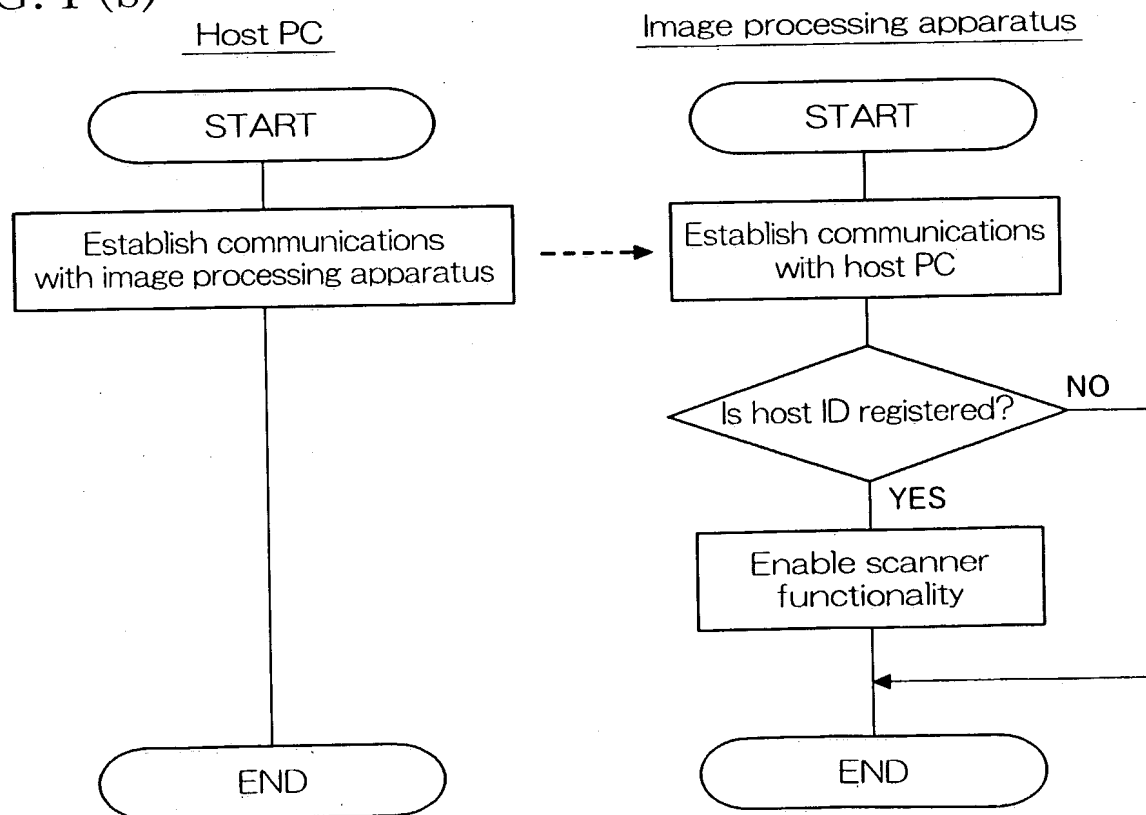 G. 1 (b)
Host PC
START
Establish communications
with image processing apparatus
END
Image processing apparatus
START
Establish communications
with host PC
Is host ID registered?
NO
YES
Enable scanner
functionality
END